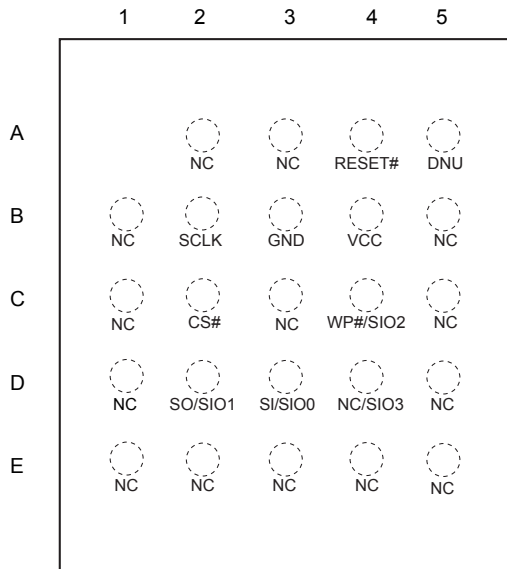 1 2 3 4 5
A
NC NC RESET# DNU
B
NC SCLK GND VCC NC
C
NC CS# NC WP#/SIO2 NC
D
NC SO/SIO1 SI/SIO0 NC/SIO3 NC
E
NC NC NC NC NC